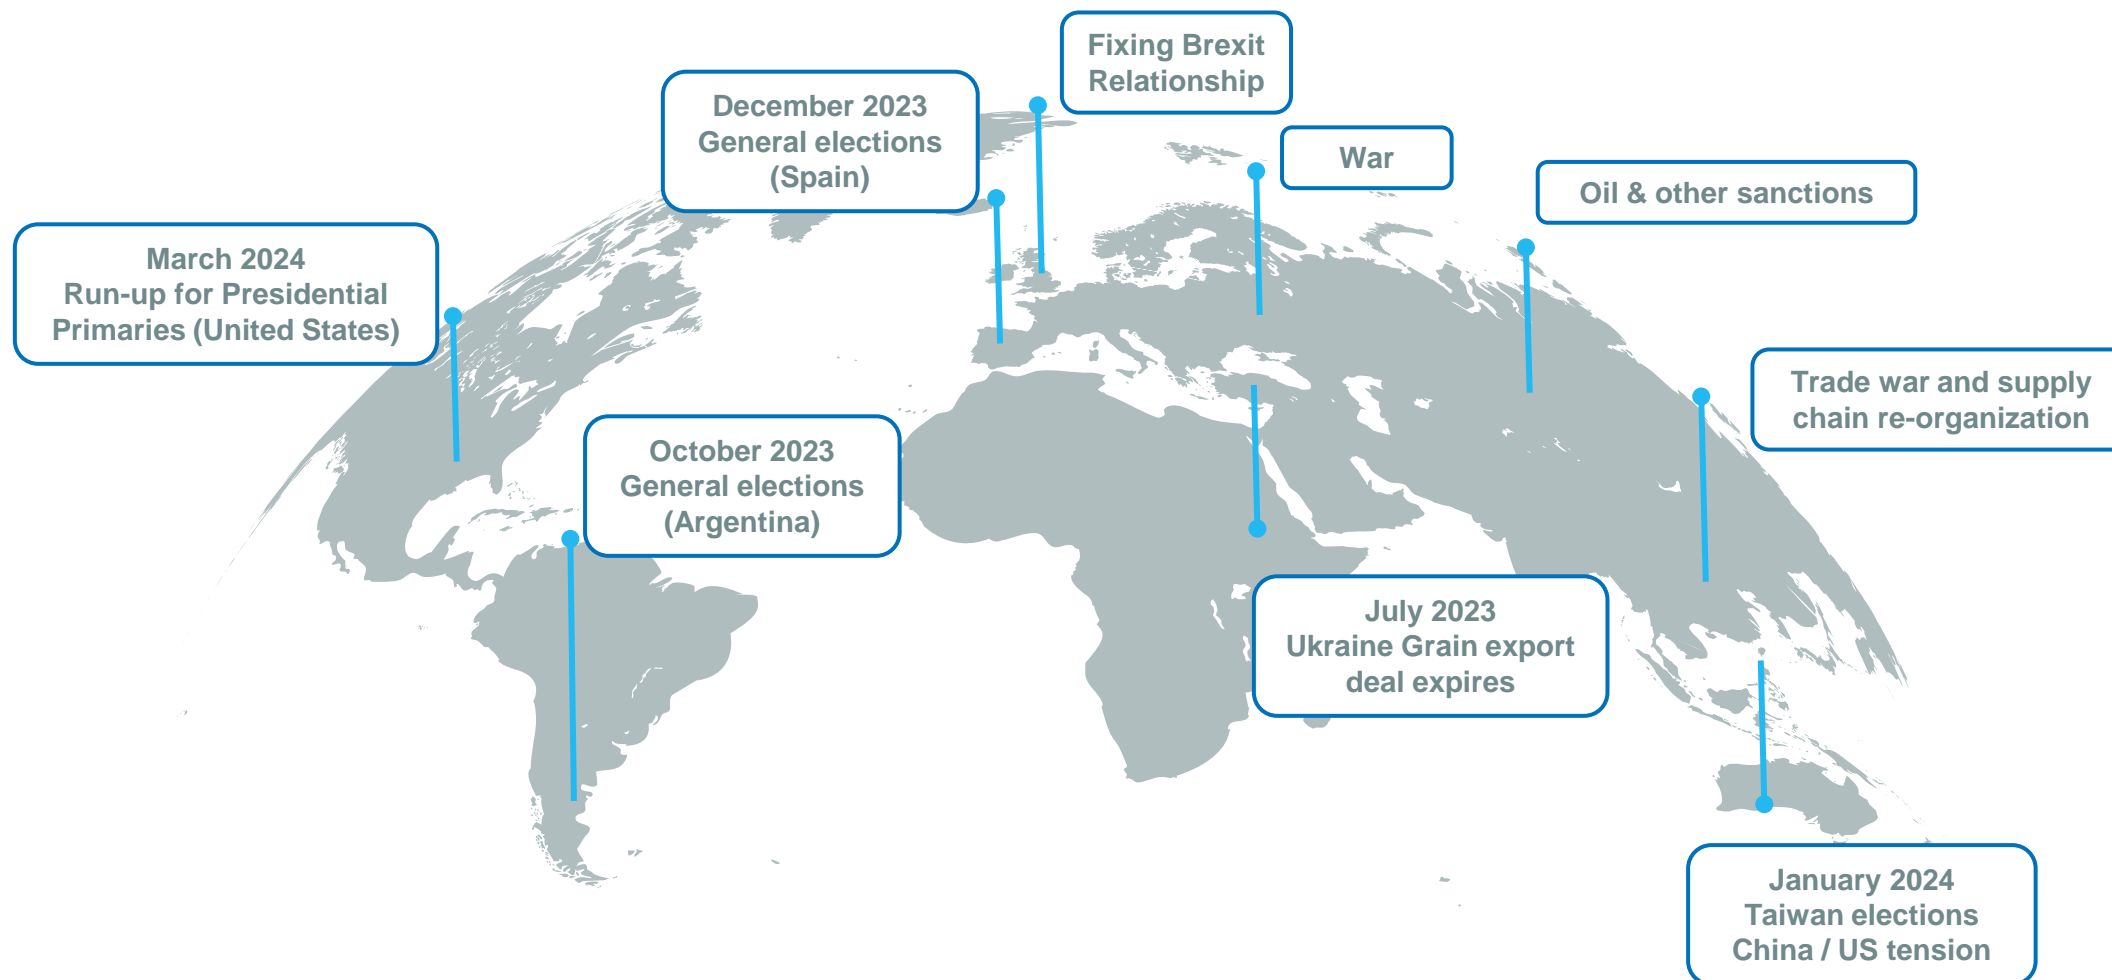 Fixing Brexit
Relationship
December 2023
General elections
(Spain)
War
Oil & other sanctions
March 2024
Run-up for Presidential
Primaries (United States)
Trade war and supply
chain re-organization
October 2023
General elections
(Argentina)
July 2023
Ukraine Grain export
deal expires
January 2024
Taiwan elections
China / US tension